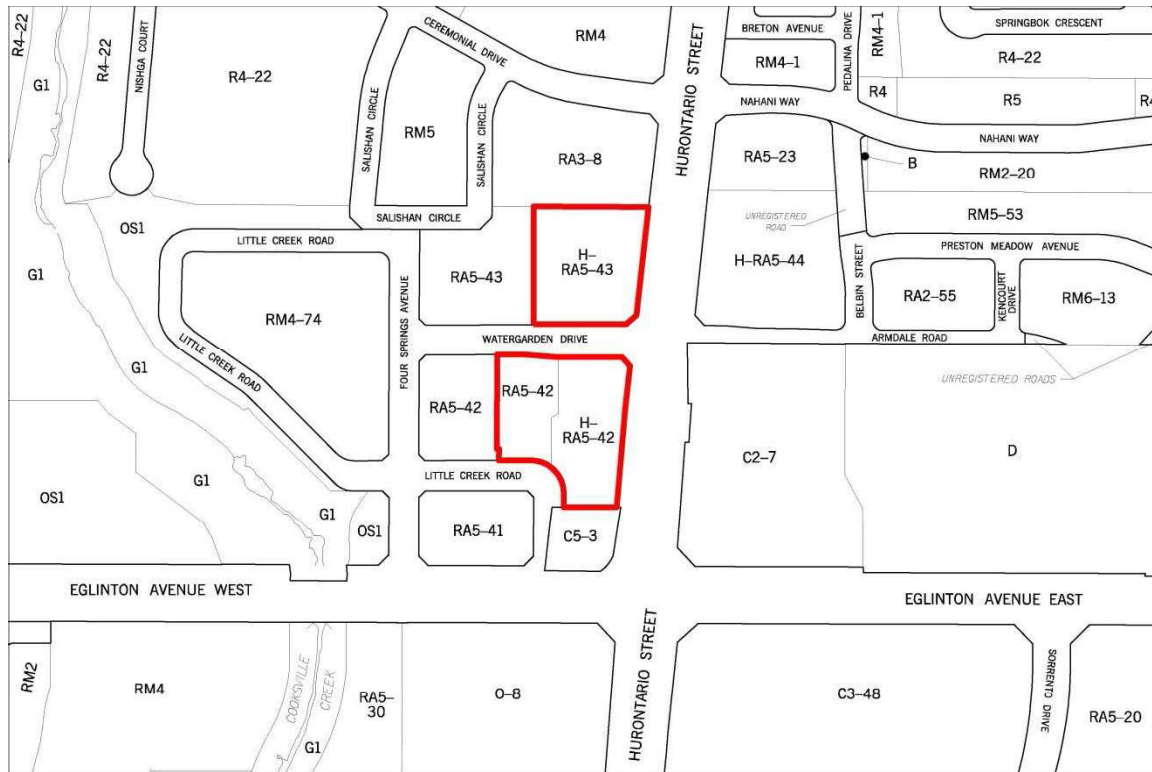 R4-22
G1
R4-22
NISHGA COURT
R4-22
CEREMONIAL DRIVE
RM4
BRETON AVENUE
PEDALINA DRIVE
RM4-1
SPRINGBOK CRESCENT
RM4-1
R4-22
R4
R5
R4
NAHANI WAY
NAHANI WAY
SALISHAN CIRCLE
RM5
SALISHAN CIRCLE
RA3-8
HURONTARIO STREET
RA5-23
B
RM2-20
SALISHAN CIRCLE
OS1
UNREGISTERED
ROAD
RM5-53
LITTLE CREEK ROAD
PRESTON MEADOW AVENUE
G1
RA5-43
H-
RA5-43
H-RA5-44
BELBIN STREET
RA2-55
KENCOURT
DRIVE
RM6-13
RM4-74
FOUR SPRINGS AVENUE
WATERGARDEN DRIVE
ARMDALE ROAD
LITTLE CREEK ROAD
G1
UNREGISTERED ROADS
RA5-42
RA5-42
H-
RA5-42
C2-7
D
LITTLE CREEK ROAD
G1
OS1
G1
OS1
RA5-41
C5-3
EGLINTON AVENUE WEST
EGLINTON AVENUE EAST
RM2
RM4
COOKSVILLE
CREEK
G1
RA5-
30
O-8
HURONTARIO STREET
C3-48
SORRENTO DRIVE
RA5-20